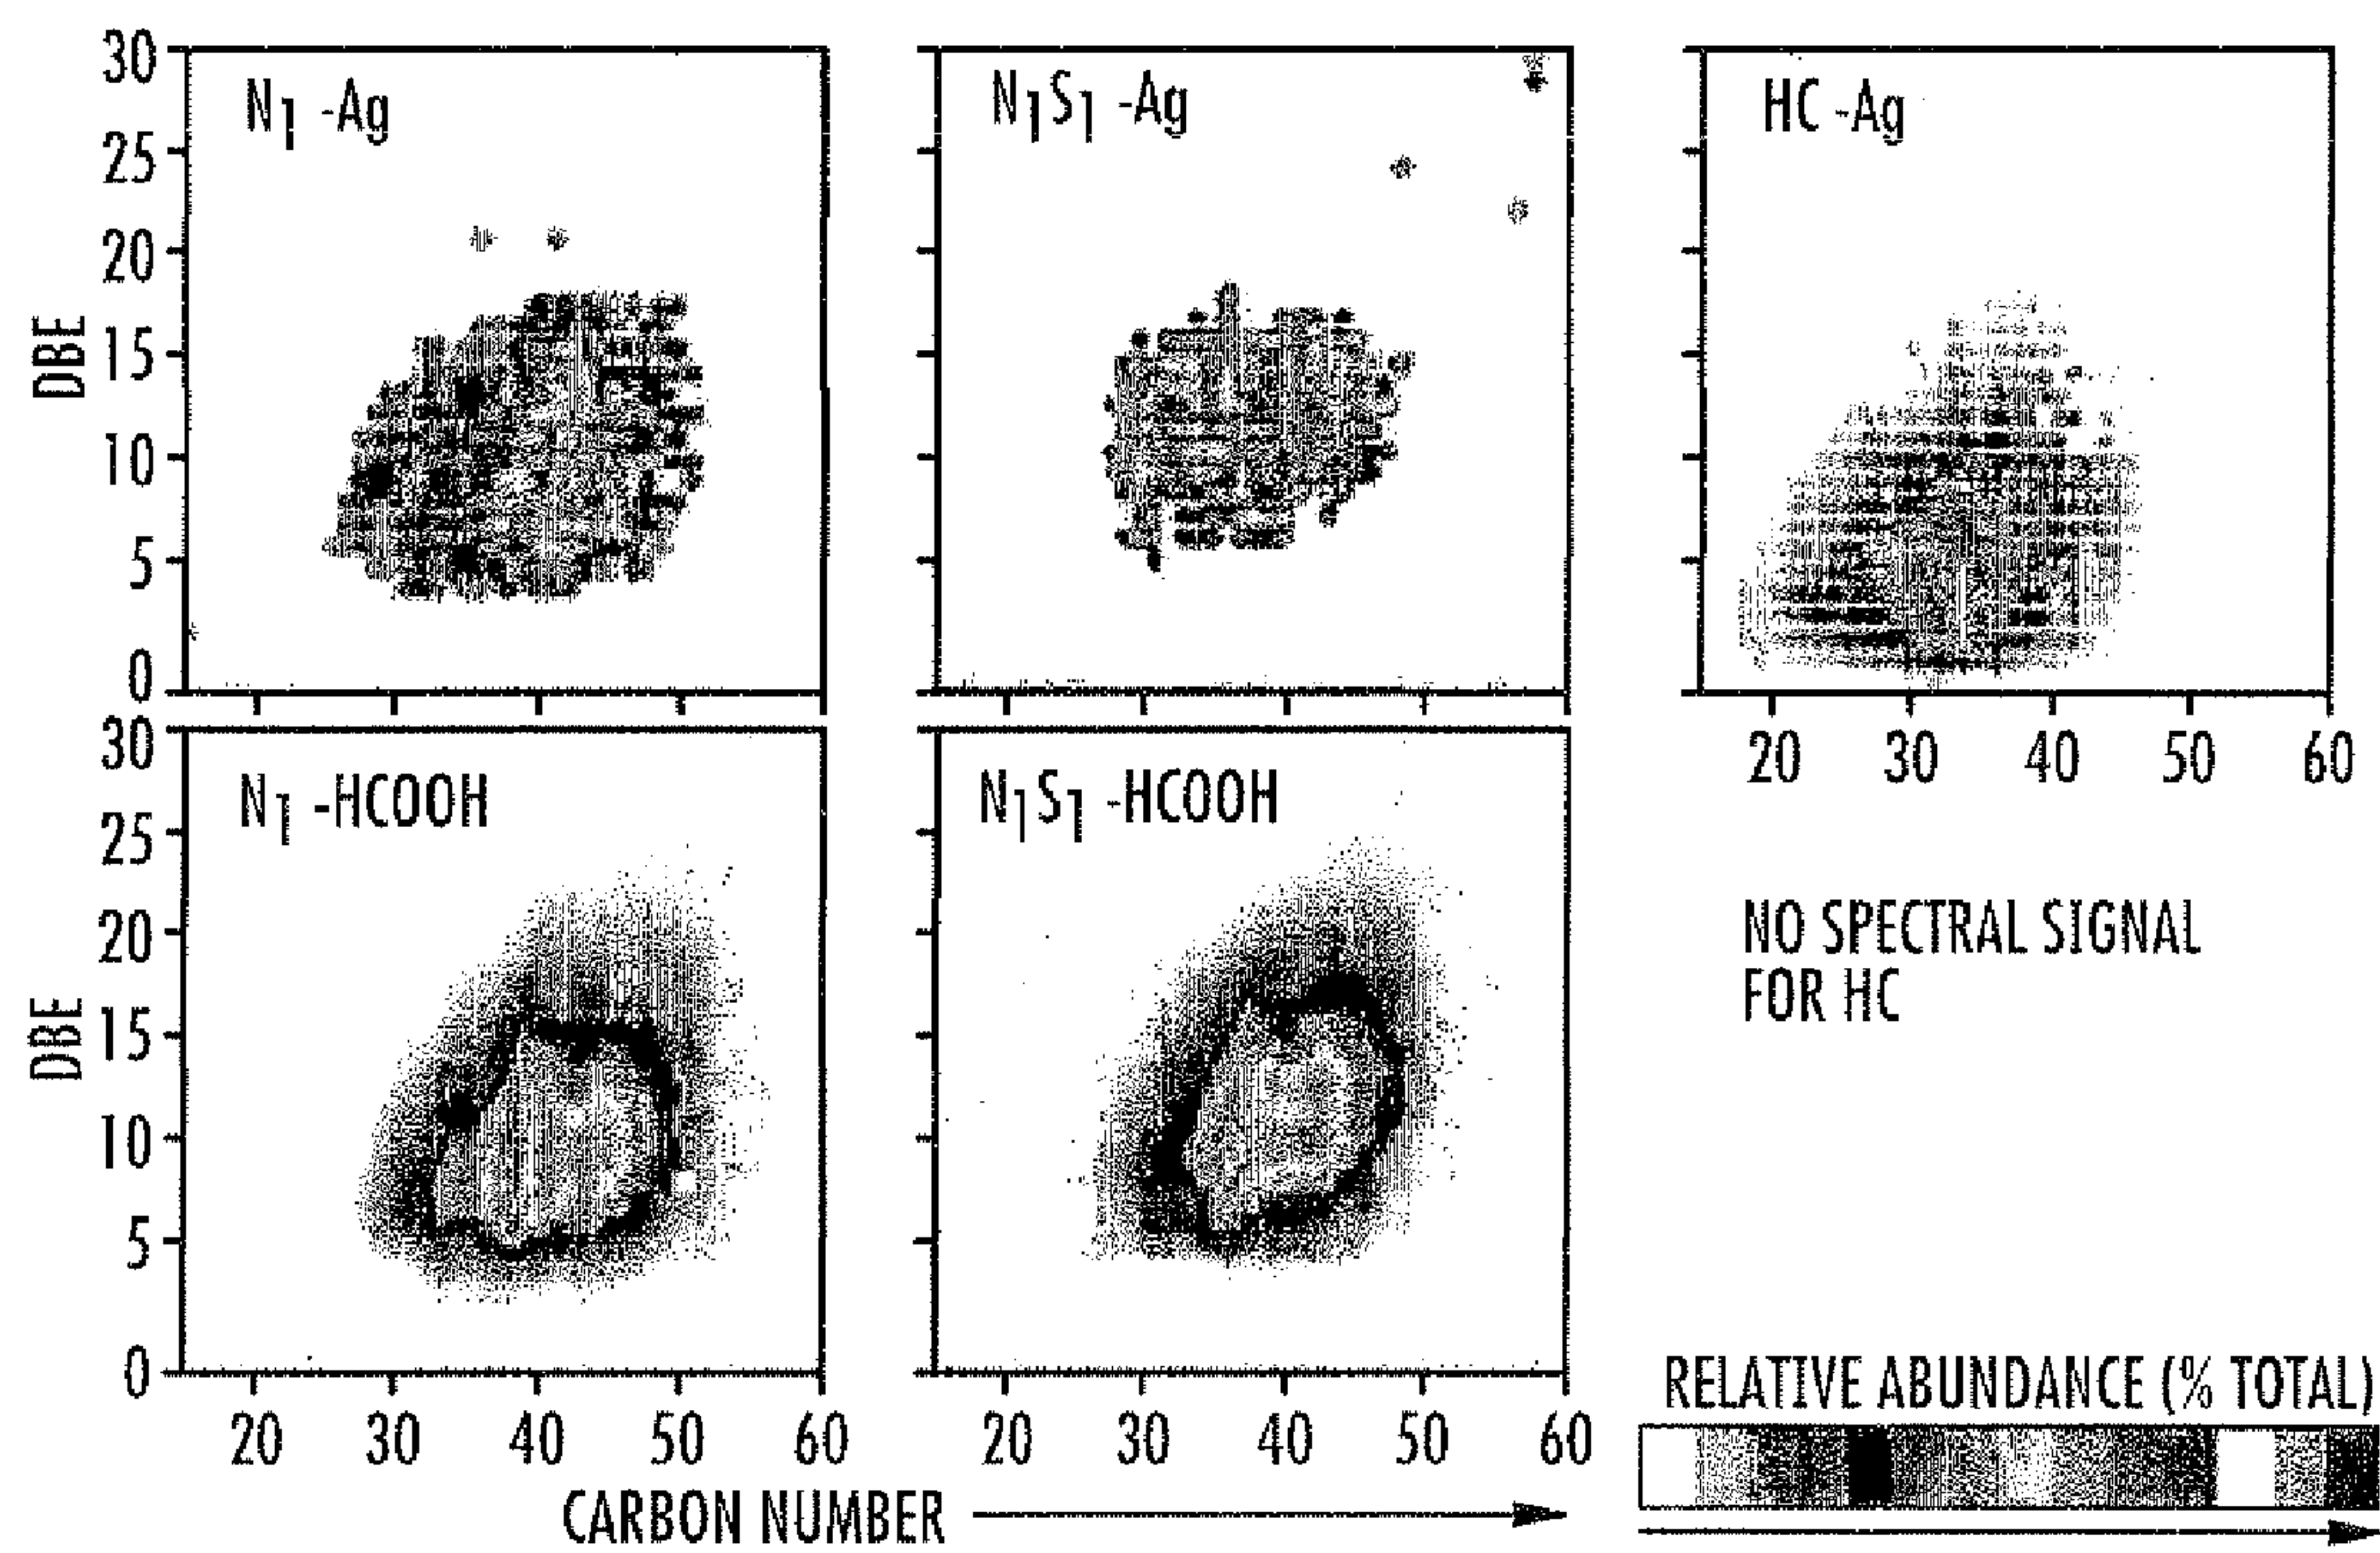 30
25
20
15
10
5
0
DBE
N1 -Ag
N1S1 -Ag
HC -Ag
20 30 40 50 60
30
25
20
15
10
5
0
DBE
N1 -HCOOH
N1S1 -HCOOH
NO SPECTRAL SIGNAL
FOR HC
20 30 40 50 60
20 30 40 50 60
CARBON NUMBER
RELATIVE ABUNDANCE (% TOTAL)